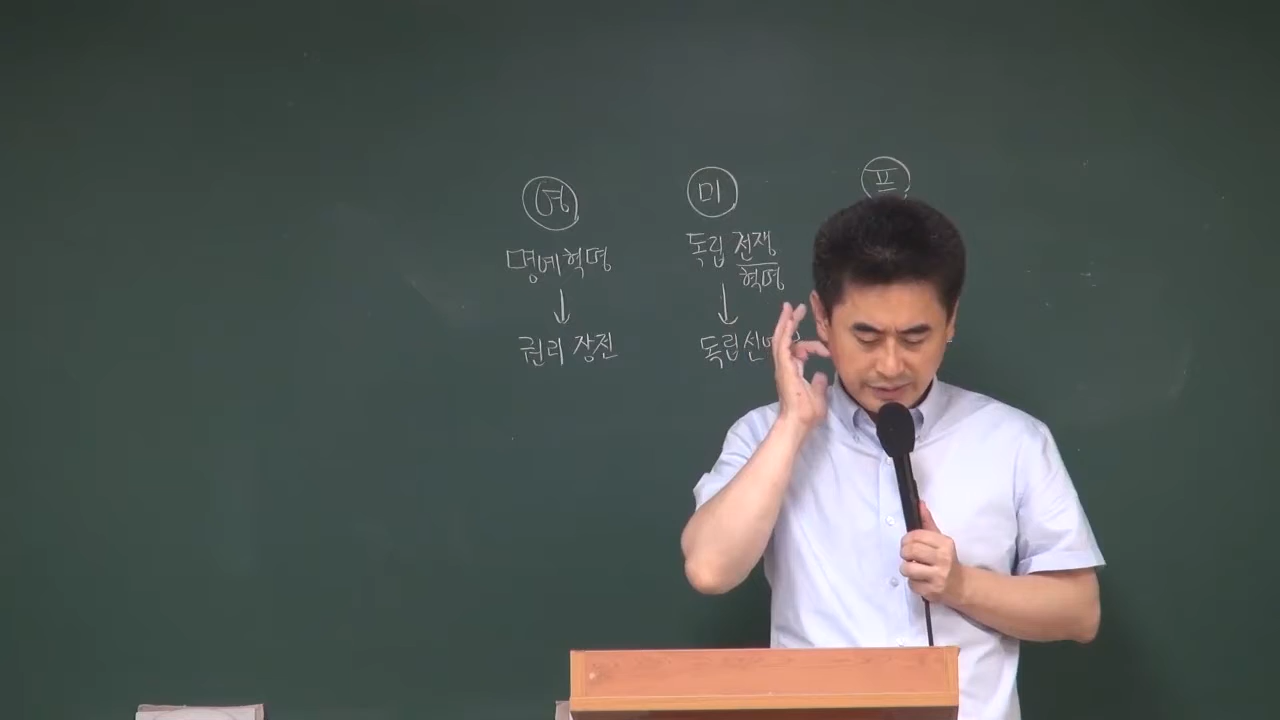 영 미 프
명예혁명 독립 전쟁
혁명
↓ ↓
권리 장전 독립선